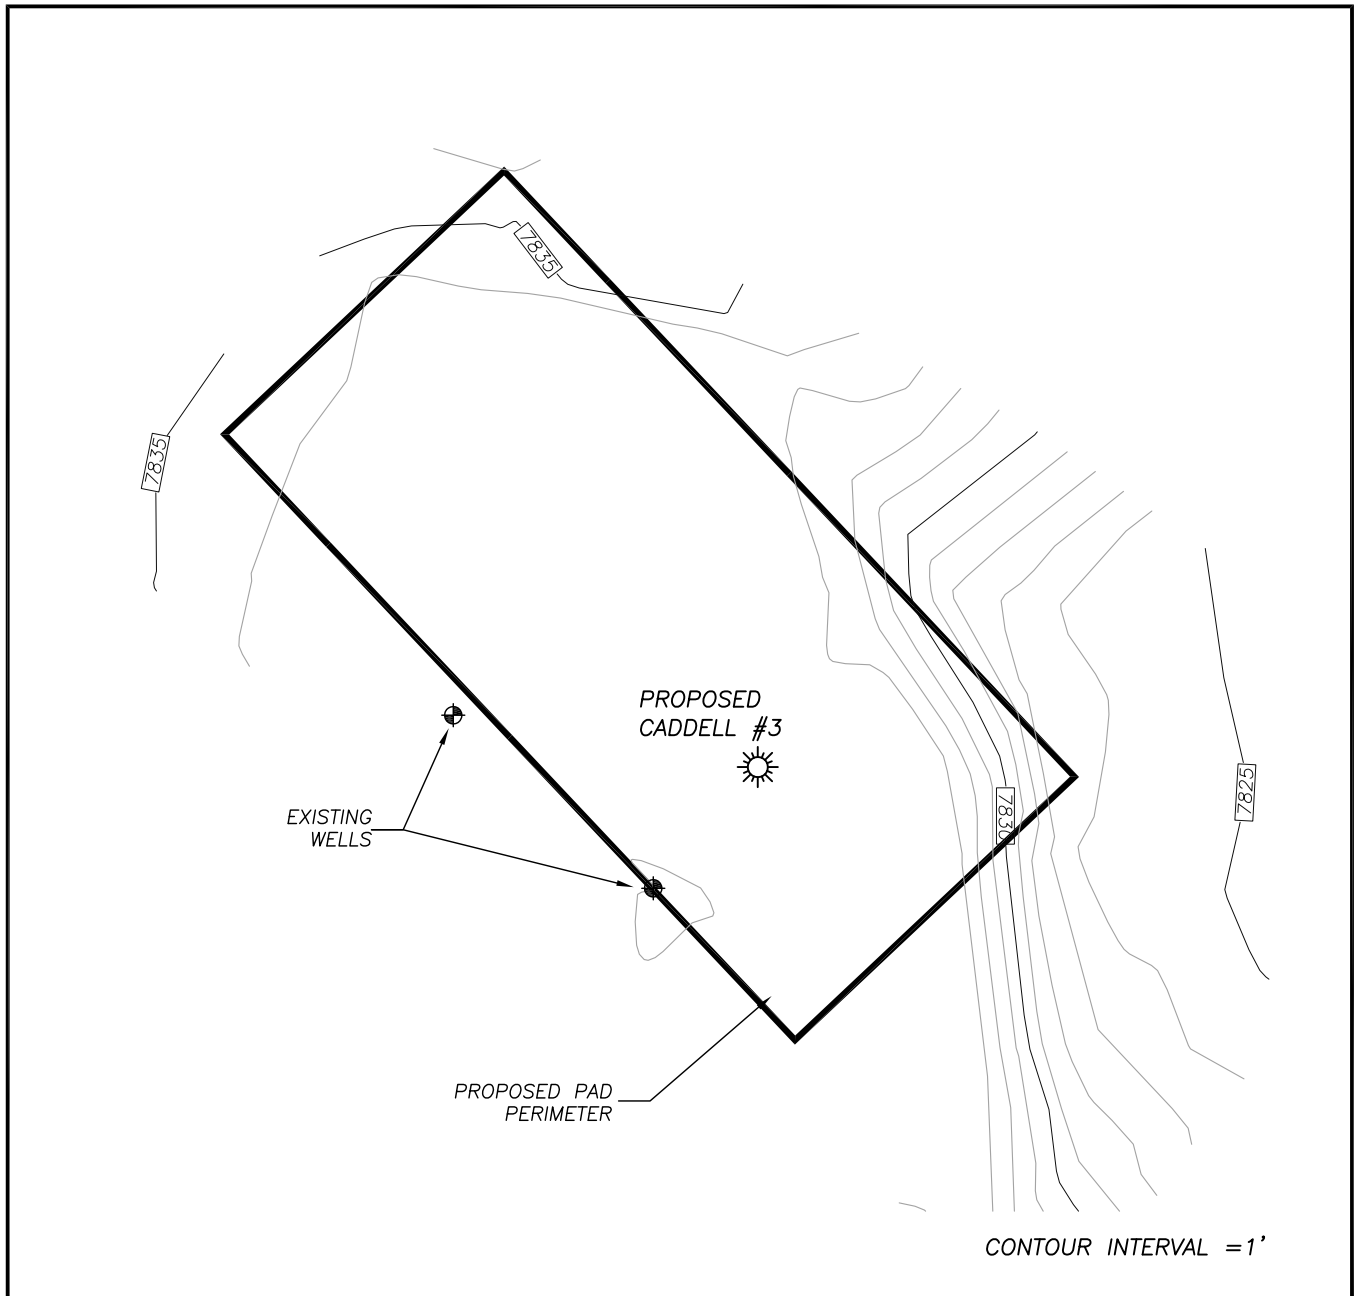 7835
7835
PROPOSED
CADDELL #3
7830
7825
EXISTING
WELLS
PROPOSED PAD
PERIMETER
CONTOUR INTERVAL =1'